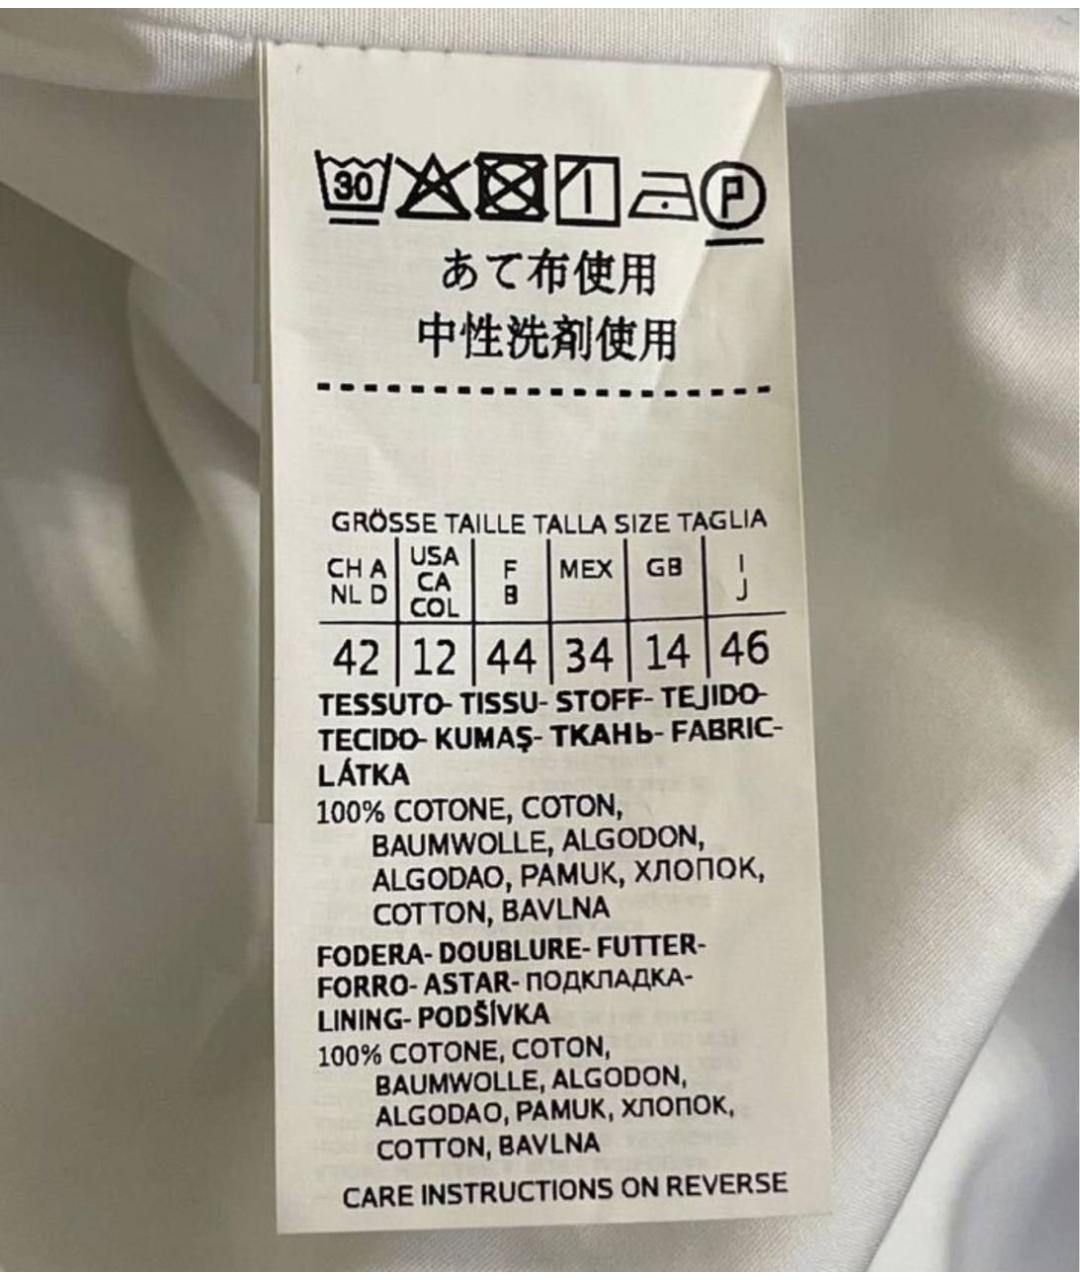 30 P
あて布使用
中性洗剤使用
GRÖSSE TAILLE TALLA SIZE TAGLIA
CH A NL D USA CA COL F B MEX GB I J
42 12 44 34 14 46
TESSUTO- TISSU- STOFF- TEJIDO-
TECIDO- KUMAŞ- ТКАНЬ- FABRIC-
LÁTKA
100% COTONE, COTON,
BAUMWOLLE, ALGODON,
ALGODAO, PAMUK, ХЛОПОК,
COTTON, BAVLNA
FODERA- DOUBLURE- FUTTER-
FORRO- ASTAR- ПОДКЛАДКА-
LINING- PODŠÍVKA
100% COTONE, COTON,
BAUMWOLLE, ALGODON,
ALGODAO, PAMUK, ХЛОПОК,
COTTON, BAVLNA
CARE INSTRUCTIONS ON REVERSE